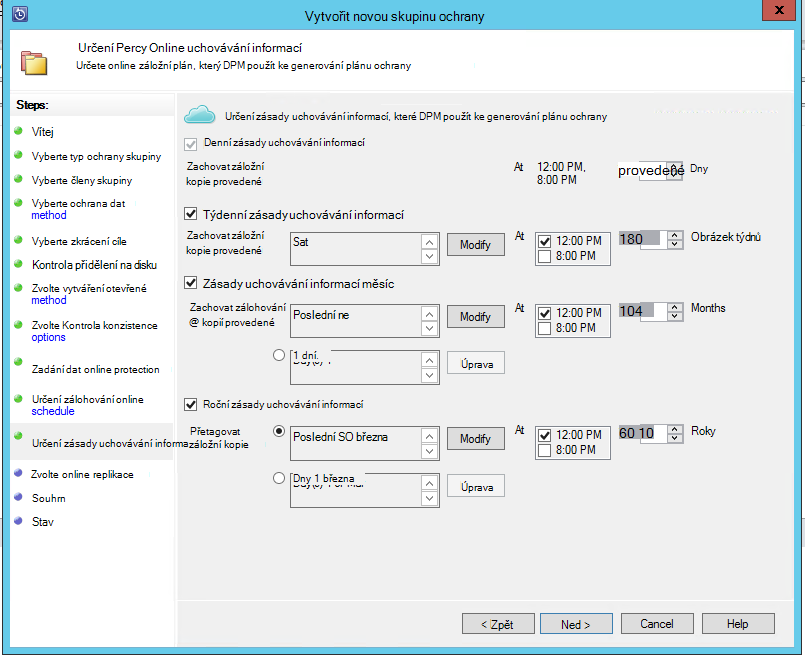 Vytvořit novou skupinu ochrany
x
Určení Percy Online uchovávání informací
Určete online záložní plán, který DPM použít ke generování plánu ochrany
Steps:
Vítej
Vyberte typ ochrany skupiny
Vyberte členy skupiny
Vyberte ochrana dat
method
Vyberte zkrácení cíle
Kontrola přidělení na disku
Zvolte vytváření otevřené
method
Zvolte Kontrola konzistence
options
Zadání dat online protection
Určení zálohování online
schedule
Určení zásady uchovávání informa
Zvolte online replikace
Souhrn
Stav
Určení zásady uchovávání informací, které DPM použít ke generování plánu ochrany
Denní zásady uchovávání informací
Zachovat záložní
kopie provedené
At
12:00 PM,
8:00 PM
provedené
Dny
Týdenní zásady uchovávání informací
Zachovat záložní
kopie provedené
Sat
Modify
At
12:00 PM
8:00 PM
180
Obrázek týdnů
Zásady uchovávání informací měsíc
Zachovat zálohování
@ kopií provedené
Poslední ne
Modify
At
12:00 PM
8:00 PM
104
Months
1 dní.
Úprava
Roční zásady uchovávání informací
Přetagovat
záložní kopie
Poslední SO března
Modify
At
12:00 PM
8:00 PM
60 10
Roky
Dny 1 března
Úprava
< Zpět
Ned >
Cancel
Help